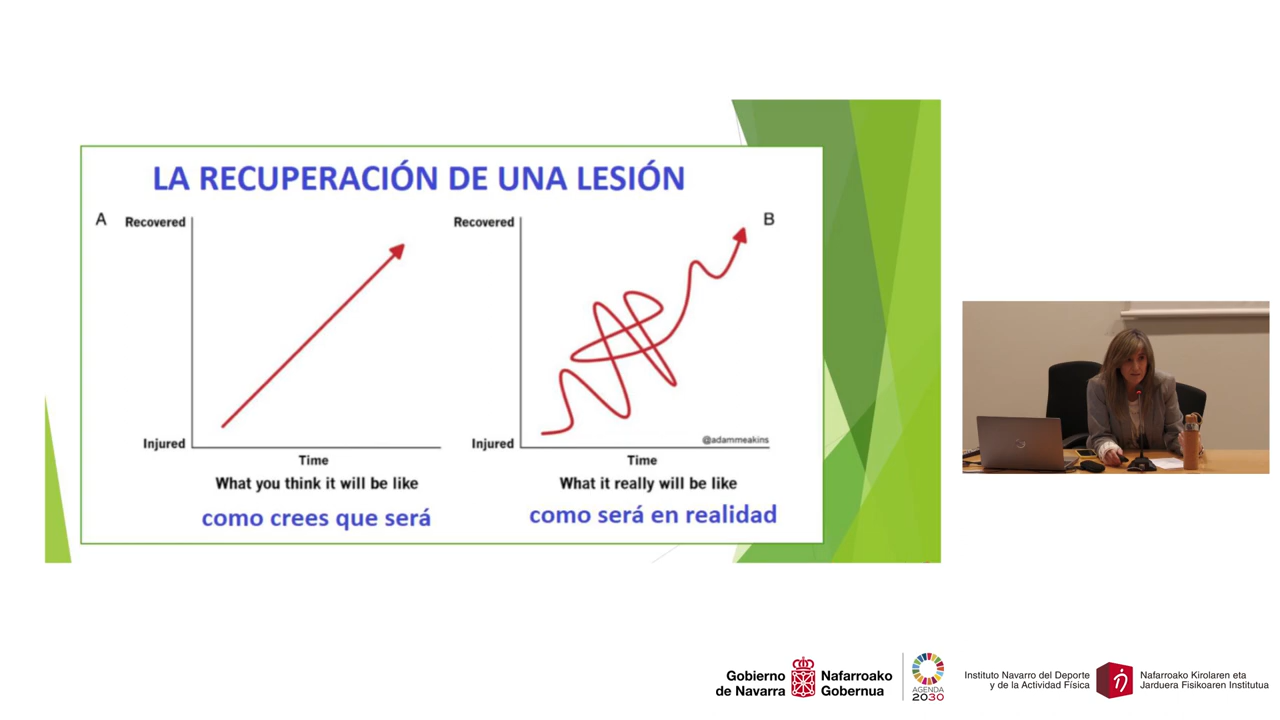 LA RECUPERACIÓN DE UNA LESIÓN
A
Recovered
Injured
Time
What you think it will be like
como crees que será
Recovered
B
Injured
@adammeakins
Time
What it really will be like
como será en realidad
Gobierno
de Navarra
Nafarroako
Gobernua
AGENDA
2030
Instituto Navarro del Deporte
y de la Actividad Física
Nafarroako Kirolaren eta
Jarduera Fisikoaren Institutua